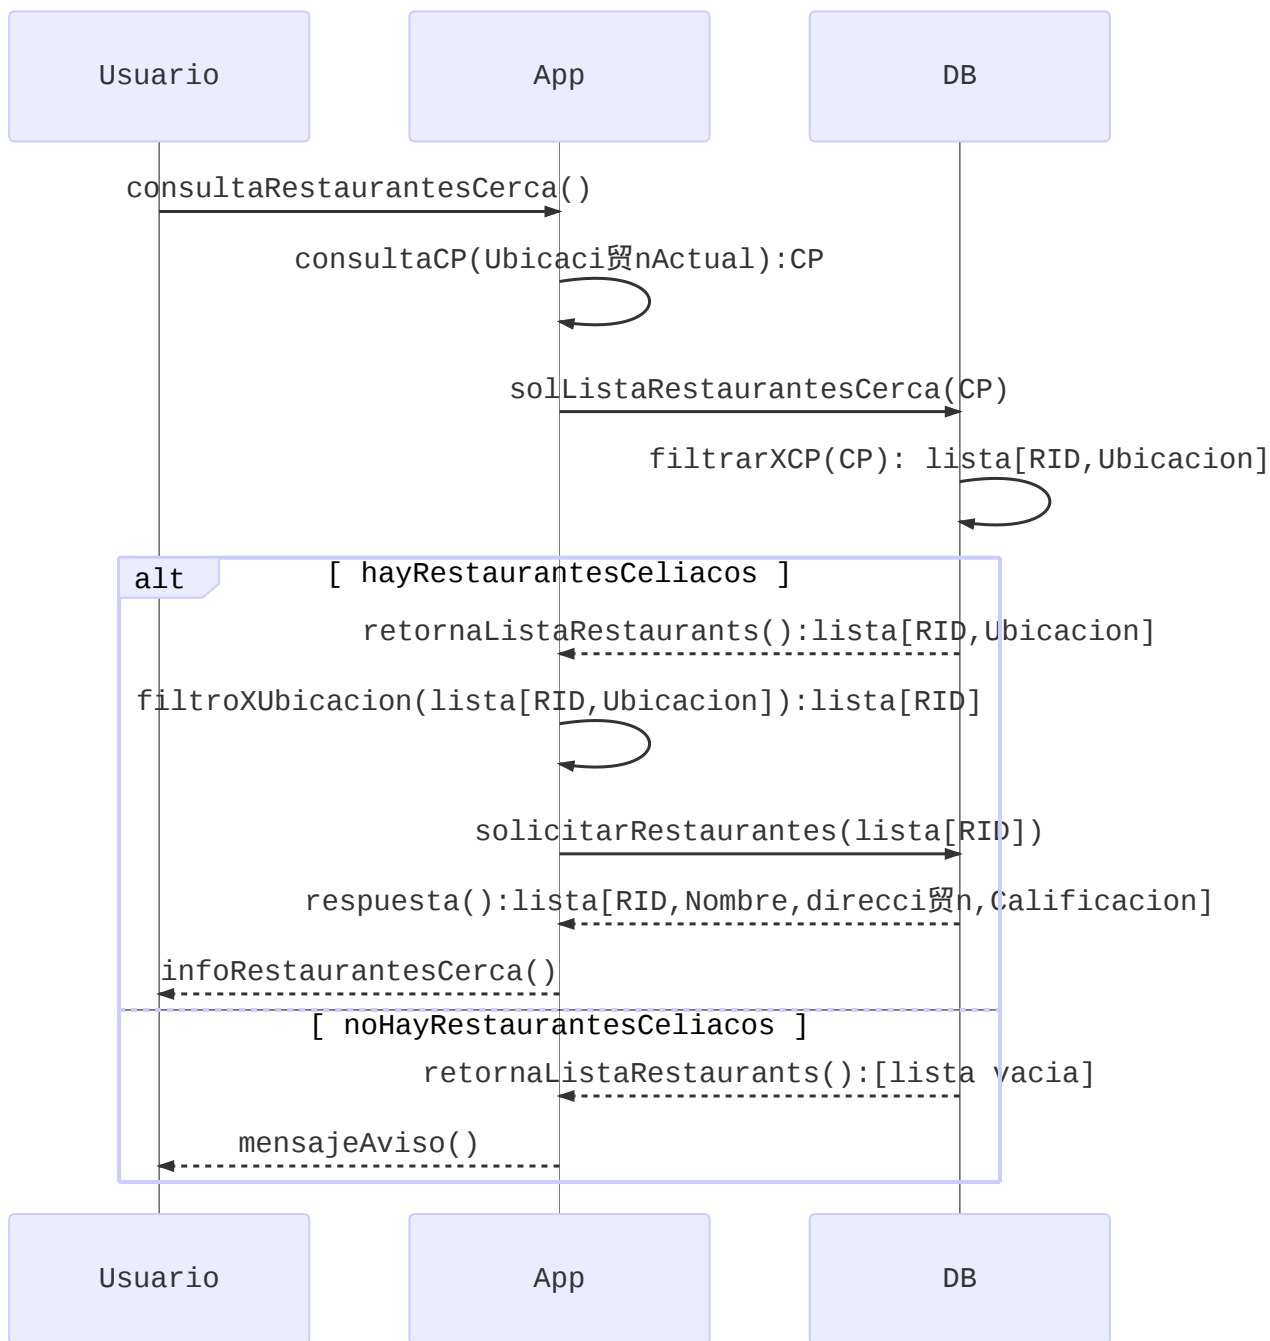 Usuario App DB
consultaRestaurantesCerca()
consultaCP(Ubicaci贸nActual):CP
solListaRestaurantesCerca(CP)
filtrarXCP(CP): lista[RID,Ubicacion]
alt [ hayRestaurantesCeliacos ]
retornaListaRestaurants():lista[RID,Ubicacion]
filtroXUbicacion(lista[RID,Ubicacion]):lista[RID]
solicitarRestaurantes(lista[RID])
respuesta():lista[RID,Nombre,direcci贸n,Calificacion]
infoRestaurantesCerca()
[ noHayRestaurantesCeliacos ]
retornaListaRestaurants():[lista vacia]
mensajeAviso()
Usuario App DB